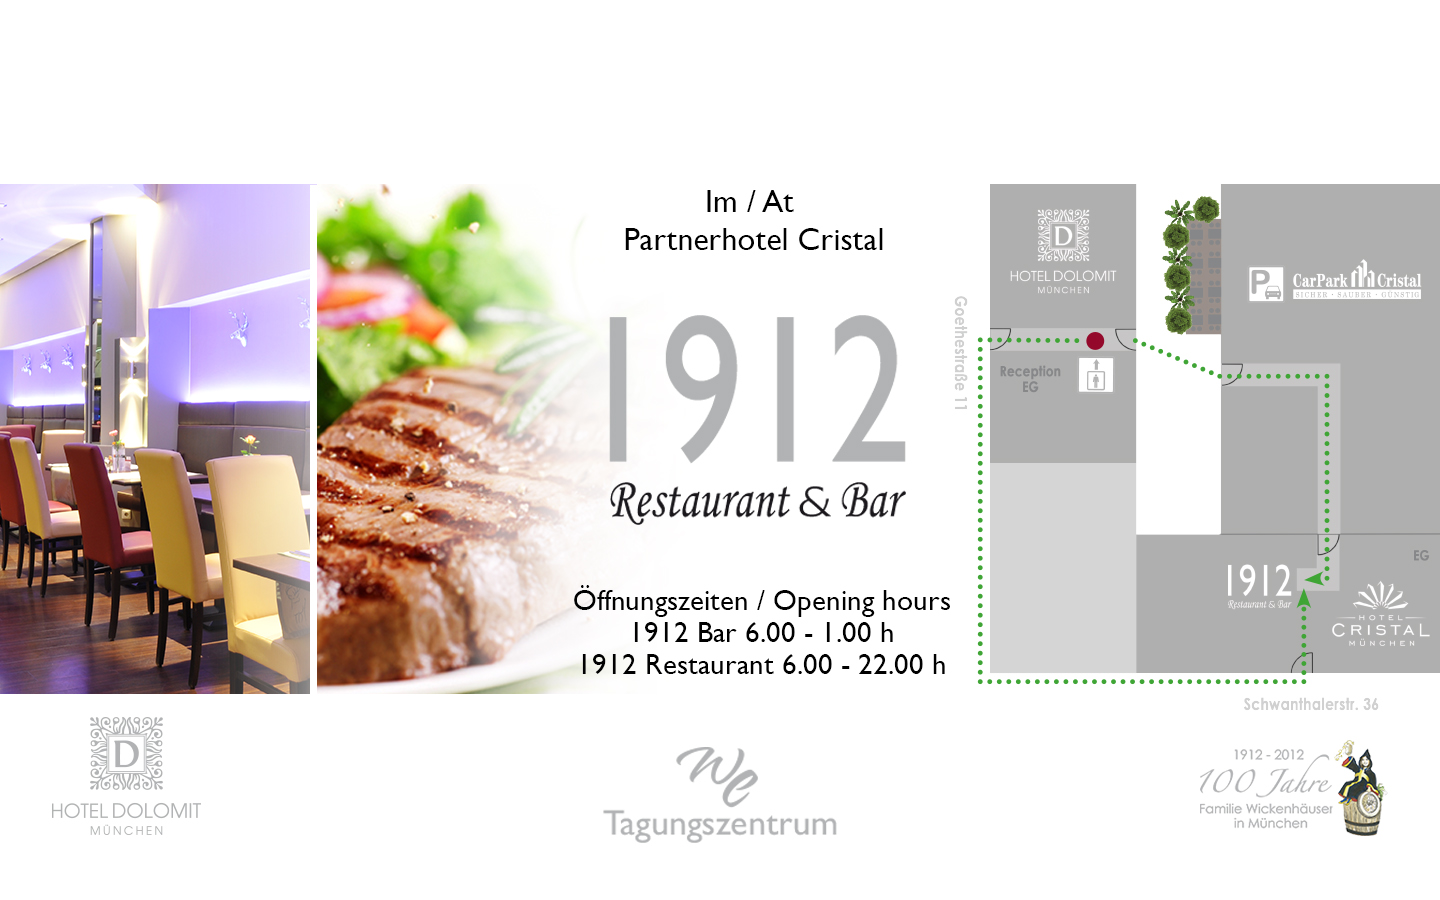 Im / At
Partnerhotel Cristal
1912
Restaurant & Bar
Öffnungszeiten / Opening hours
1912 Bar 6.00 - 1.00 h
1912 Restaurant 6.00 - 22.00 h
D
HOTEL DOLOMIT
MÜNCHEN
P
CarPark Cristal
SICHER · SAUBER · GÜNSTIG
Goethestraße 11
Reception
EG
EG
1912
Restaurant & Bar
HOTEL
CRISTAL
MÜNCHEN
Schwanthalerstr. 36
D
HOTEL DOLOMIT
MÜNCHEN
We
Tagungszentrum
1912 - 2012
100 Jahre
Familie Wickenhäuser
in München